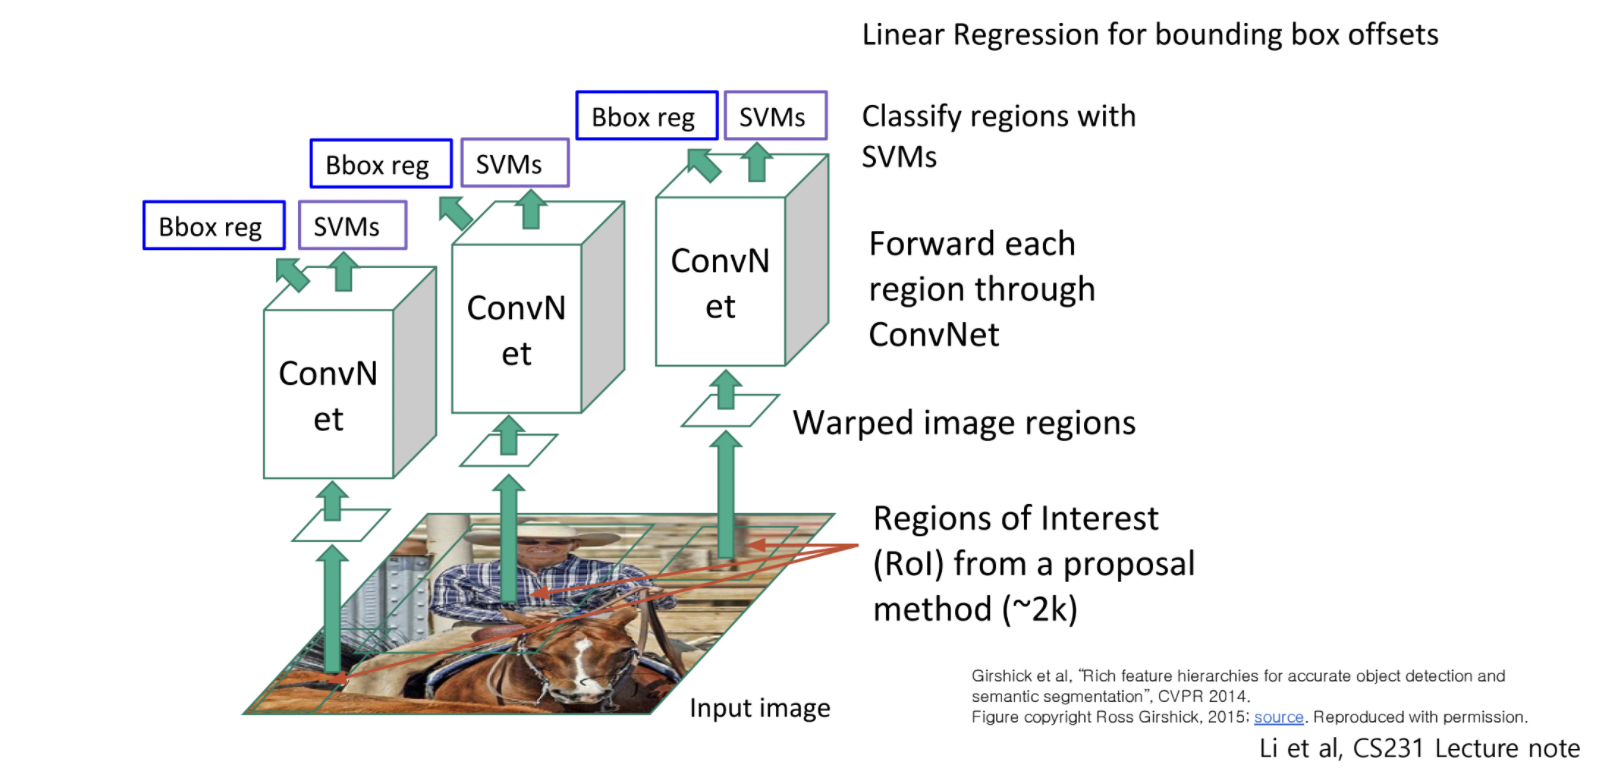 Linear Regression for bounding box offsets
Bbox reg
SVMs
Classify regions with
SVMs
Bbox reg
SVMs
Bbox reg
SVMs
ConvN
et
Forward each
region through
ConvNet
ConvN
et
ConvN
et
Warped image regions
Regions of Interest
(RoI) from a proposal
method (~2k)
Input image
Girshick et al, “Rich feature hierarchies for accurate object detection and
semantic segmentation”, CVPR 2014.
Figure copyright Ross Girshick, 2015; source. Reproduced with permission.
Li et al, CS231 Lecture note